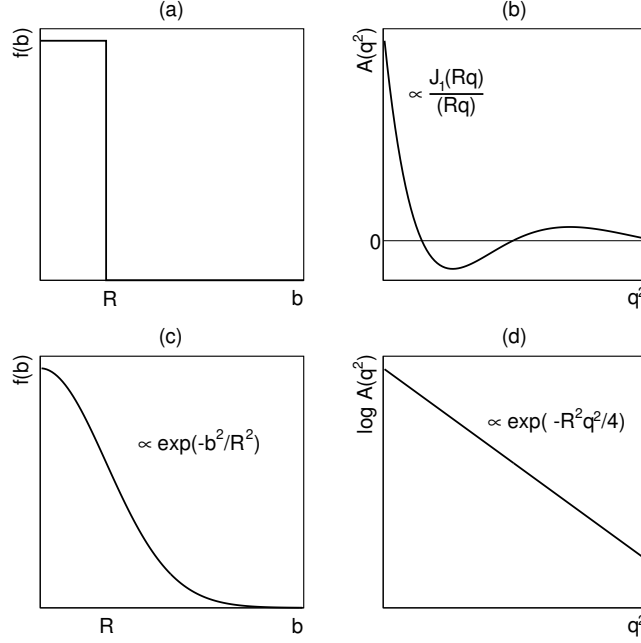 (a)
f(b)
R
b
(b)
A(q²)
∝ J₁(Rq)
(Rq)
0
q²
(c)
f(b)
∝ exp(-b²/R²)
R
b
(d)
log A(q²)
∝ exp( -R²q²/4)
q²